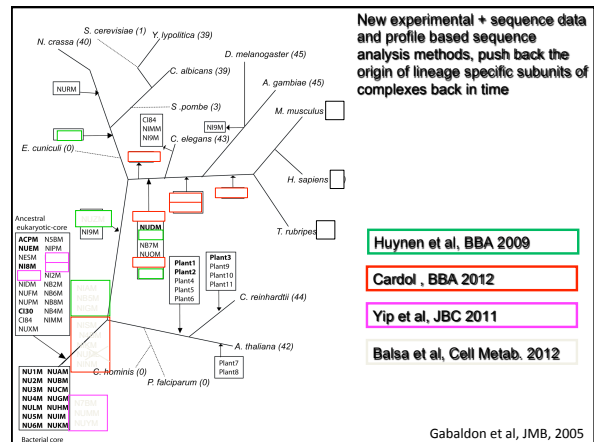 New experimental + sequence data
and profile based sequence
analysis methods, push back the
origin of lineage specific subunits of
complexes back in time
S. cerevisiae (1)
Y. lypolitica (39)
N. crassa (40)
D. melanogaster (45)
C. albicans (39)
A. gambiae (45)
NURM
S .pombe (3)
CI84
NIMM
NI9M
NI9M
M. musculus
C. elegans (43)
E. cuniculi (0)
H. sapiens
NI9M
NUDM
NB7M
NUOM
T. rubripes
Ancestral
eukaryotic-core
ACPM N5BM
NUEM NIPM
NESM
NI8M
NI2M
NIDM NB2M
NUFM NB6M
NUPM NB8M
CI30 NB4M
CI84 NIMM
NUXM
Plant1
Plant2
Plant4
Plant5
Plant6
Plant3
Plant9
Plant10
Plant11
C. reinhardtii (44)
A. thaliana (42)
Plant7
Plant8
C. hominis (0)
P. falciparum (0)
NU1M NUAM
NU2M NUBM
NU3M NUCM
NU4M NUGM
NULM NUHM
NU5M NUIM
NU6M NUKM
Bacterial core
Huynen et al, BBA 2009
Cardol , BBA 2012
Yip et al, JBC 2011
Balsa et al, Cell Metab. 2012
Gabaldon et al, JMB, 2005